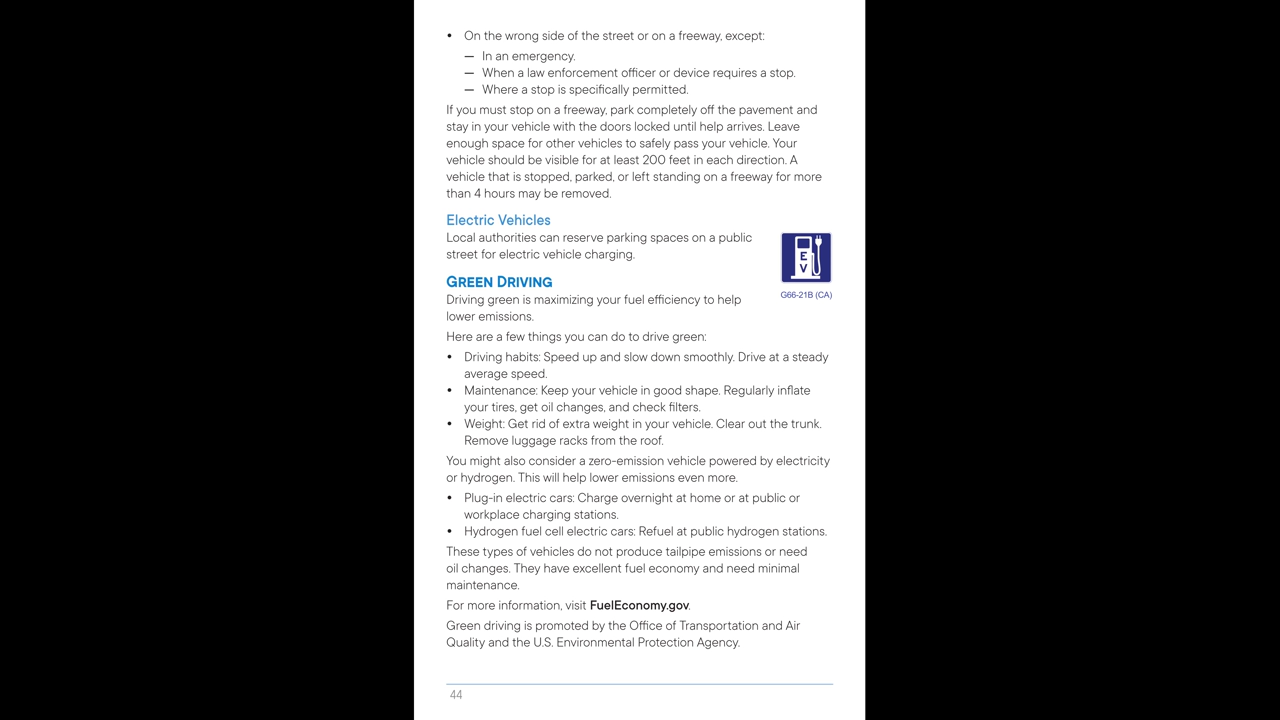 • On the wrong side of the street or on a freeway, except:
— In an emergency.
— When a law enforcement officer or device requires a stop.
— Where a stop is specifically permitted.
If you must stop on a freeway, park completely off the pavement and
stay in your vehicle with the doors locked until help arrives. Leave
enough space for other vehicles to safely pass your vehicle. Your
vehicle should be visible for at least 200 feet in each direction. A
vehicle that is stopped, parked, or left standing on a freeway for more
than 4 hours may be removed.
Electric Vehicles
Local authorities can reserve parking spaces on a public
street for electric vehicle charging.
E
V
G66-21B (CA)
GREEN DRIVING
Driving green is maximizing your fuel efficiency to help
lower emissions.
Here are a few things you can do to drive green:
• Driving habits: Speed up and slow down smoothly. Drive at a steady
average speed.
• Maintenance: Keep your vehicle in good shape. Regularly inflate
your tires, get oil changes, and check filters.
• Weight: Get rid of extra weight in your vehicle. Clear out the trunk.
Remove luggage racks from the roof.
You might also consider a zero-emission vehicle powered by electricity
or hydrogen. This will help lower emissions even more.
• Plug-in electric cars: Charge overnight at home or at public or
workplace charging stations.
• Hydrogen fuel cell electric cars: Refuel at public hydrogen stations.
These types of vehicles do not produce tailpipe emissions or need
oil changes. They have excellent fuel economy and need minimal
maintenance.
For more information, visit FuelEconomy.gov.
Green driving is promoted by the Office of Transportation and Air
Quality and the U.S. Environmental Protection Agency.
44